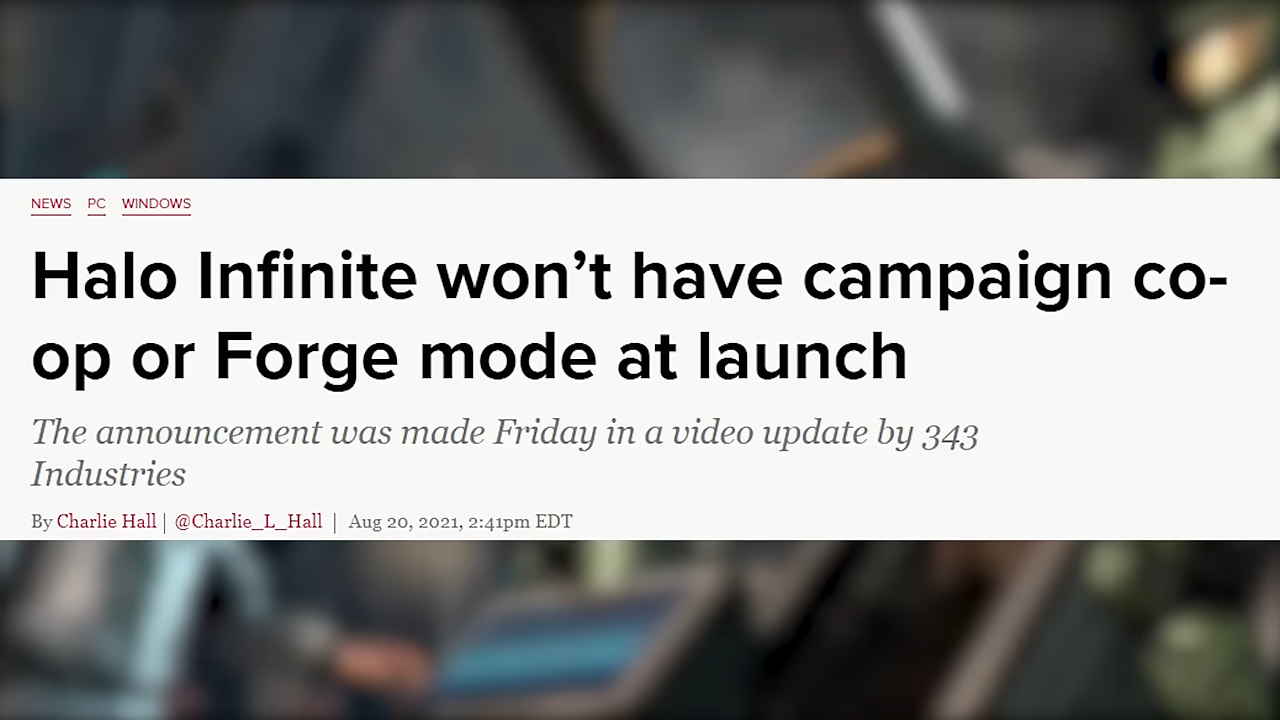 NEWS PC WINDOWS
Halo Infinite won’t have campaign co-
op or Forge mode at launch
The announcement was made Friday in a video update by 343
Industries
By Charlie Hall | @Charlie_L_Hall | Aug 20, 2021, 2:41pm EDT